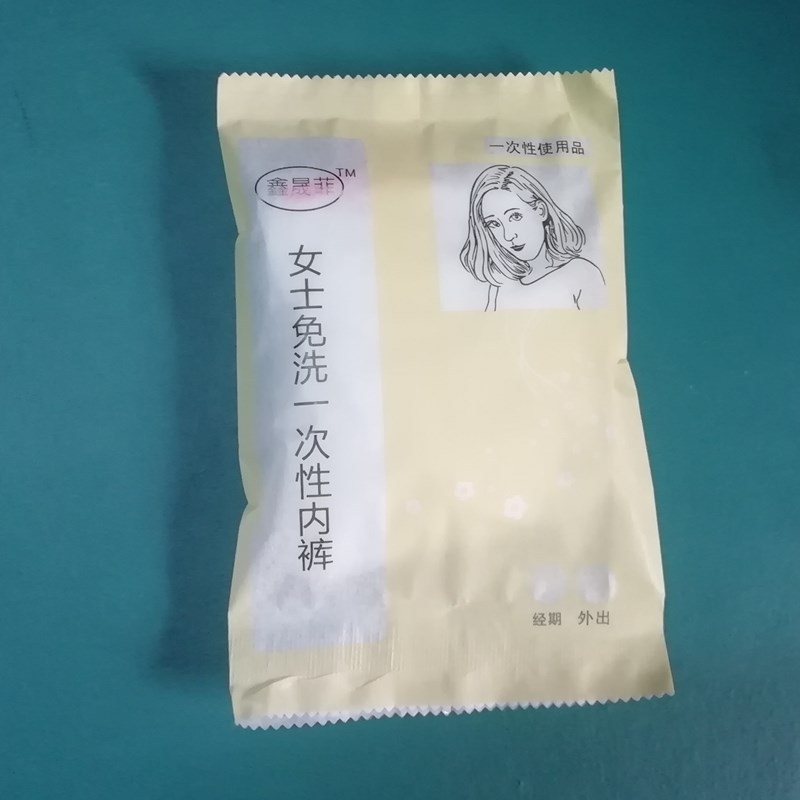 一次性使用品
鑫晟菲™
女士免洗一次性内裤
经期 外出